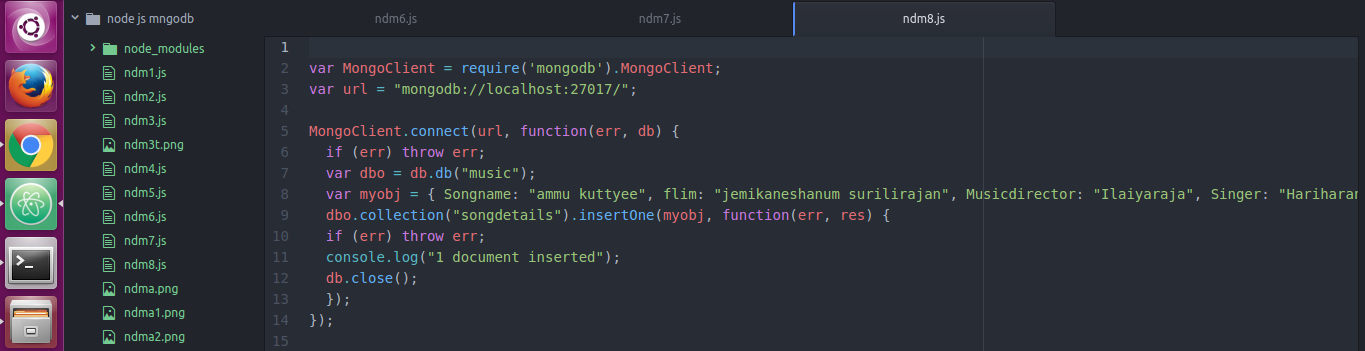 node js mngodb
node_modules
ndm1.js
ndm2.js
ndm3.js
ndm3t.png
ndm4.js
ndm5.js
ndm6.js
ndm7.js
ndm8.js
ndma.png
ndma1.png
ndma2.png
ndm6.js
ndm7.js
ndm8.js
1
2 var MongoClient = require('mongodb').MongoClient;
3 var url = "mongodb://localhost:27017/";
4
5 MongoClient.connect(url, function(err, db) {
6 if (err) throw err;
7 var dbo = db.db("music");
8 var myobj = { Songname: "ammu kuttyee", flim: "jemikaneshanum surilirajan", Musicdirector: "Ilaiyaraja", Singer: "Hariharan
9 dbo.collection("songdetails").insertOne(myobj, function(err, res) {
10 if (err) throw err;
11 console.log("1 document inserted");
12 db.close();
13 });
14 });
15